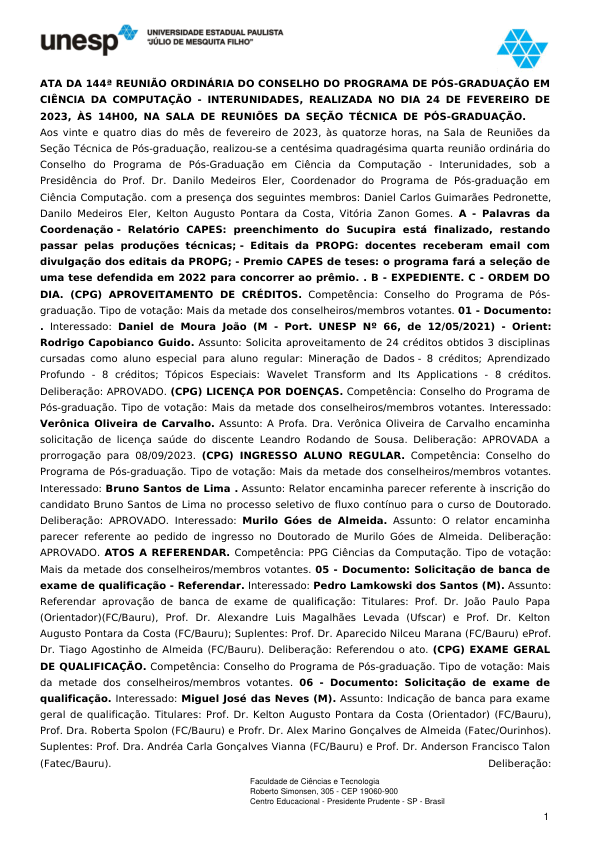 unesp
UNIVERSIDADE ESTADUAL PAULISTA
"JÚLIO DE MESQUITA FILHO"
ATA DA 144ª REUNIÃO ORDINÁRIA DO CONSELHO DO PROGRAMA DE PÓS-GRADUAÇÃO EM
CIÊNCIA DA COMPUTAÇÃO - INTERUNIDADES, REALIZADA NO DIA 24 DE FEVEREIRO DE
2023, ÀS 14H00, NA SALA DE REUNIÕES DA SEÇÃO TÉCNICA DE PÓS-GRADUAÇÃO.
Aos vinte e quatro dias do mês de fevereiro de 2023, às quatorze horas, na Sala de Reuniões da
Seção Técnica de Pós-graduação, realizou-se a centésima quadragésima quarta reunião ordinária do
Conselho do Programa de Pós-Graduação em Ciência da Computação - Interunidades, sob a
Presidência do Prof. Dr. Danilo Medeiros Eler, Coordenador do Programa de Pós-Graduação em
Ciência Computação. com a presença dos seguintes membros: Daniel Carlos Guimarães Pedronette,
Danilo Medeiros Eler, Kelton Augusto Pontara da Costa, Vitória Zanon Gomes. A - Palavras da
Coordenação - Relatório CAPES: preenchimento do Sucupira está finalizado, restando
passar pelas produções técnicas; - Editais da PROPG: docentes receberam email com
divulgação dos editais da PROPG; - Premio CAPES de teses: o programa fará a seleção de
uma tese defendida em 2022 para concorrer ao prêmio. . B - EXPEDIENTE. C - ORDEM DO
DIA. (CPG) APROVEITAMENTO DE CRÉDITOS. Competência: Conselho do Programa de Pós-
graduação. Tipo de votação: Mais da metade dos conselheiros/membros votantes. 01 - Documento:
. Interessado: Daniel de Moura João (M - Port. UNESP Nº 66, de 12/05/2021) - Orient:
Rodrigo Capobianco Guido. Assunto: Solicita aproveitamento de 24 créditos obtidos 3 disciplinas
cursadas como aluno especial para aluno regular: Mineração de Dados - 8 créditos; Aprendizado
Profundo - 8 créditos; Tópicos Especiais: Wavelet Transform and Its Applications - 8 créditos.
Deliberação: APROVADO. (CPG) LICENÇA POR DOENÇAS. Competência: Conselho do Programa de
Pós-graduação. Tipo de votação: Mais da metade dos conselheiros/membros votantes. Interessado:
Verônica Oliveira de Carvalho. Assunto: A Profa. Dra. Verônica Oliveira de Carvalho encaminha
solicitação de licença saúde do discente Leandro Rodando de Sousa. Deliberação: APROVADA a
prorrogação para 08/09/2023. (CPG) INGRESSO ALUNO REGULAR. Competência: Conselho do
Programa de Pós-graduação. Tipo de votação: Mais da metade dos conselheiros/membros votantes.
Interessado: Bruno Santos de Lima . Assunto: Relator encaminha parecer referente à inscrição do
candidato Bruno Santos de Lima no processo seletivo de fluxo contínuo para o curso de Doutorado.
Deliberação: APROVADO. Interessado: Murilo Góes de Almeida. Assunto: O relator encaminha
parecer referente ao pedido de ingresso no Doutorado de Murilo Góes de Almeida. Deliberação:
APROVADO. ATOS A REFERENDAR. Competência: PPG Ciências da Computação. Tipo de votação:
Mais da metade dos conselheiros/membros votantes. 05 - Documento: Solicitação de banca de
exame de qualificação - Referendar. Interessado: Pedro Lamkowski dos Santos (M). Assunto:
Referendar aprovação de banca de exame de qualificação: Titulares: Prof. Dr. João Paulo Papa
(Orientador)(FC/Bauru), Prof. Dr. Alexandre Luis Magalhães Levada (Ufscar) e Prof. Dr. Kelton
Augusto Pontara da Costa (FC/Bauru); Suplentes: Prof. Dr. Aparecido Nilceu Marana (FC/Bauru) eProf.
Dr. Tiago Agostinho de Almeida (FC/Bauru). Deliberação: Referendou o ato. (CPG) EXAME GERAL
DE QUALIFICAÇÃO. Competência: Conselho do Programa de Pós-graduação. Tipo de votação: Mais
da metade dos conselheiros/membros votantes. 06 - Documento: Solicitação de exame de
qualificação. Interessado: Miguel José das Neves (M). Assunto: Indicação de banca para exame
geral de qualificação. Titulares: Prof. Dr. Kelton Augusto Pontara da Costa (Orientador) (FC/Bauru),
Prof. Dra. Roberta Spolon (FC/Bauru) e Profr. Dr. Alex Marino Gonçalves de Almeida (Fatec/Ourinhos).
Suplentes: Prof. Dra. Andréa Carla Gonçalves Vianna (FC/Bauru) e Prof. Dr. Anderson Francisco Talon
(Fatec/Bauru). Deliberação:
Faculdade de Ciências e Tecnologia
Roberto Simonsen, 305 - CEP 19060-900
Centro Educacional - Presidente Prudente - SP - Brasil
1